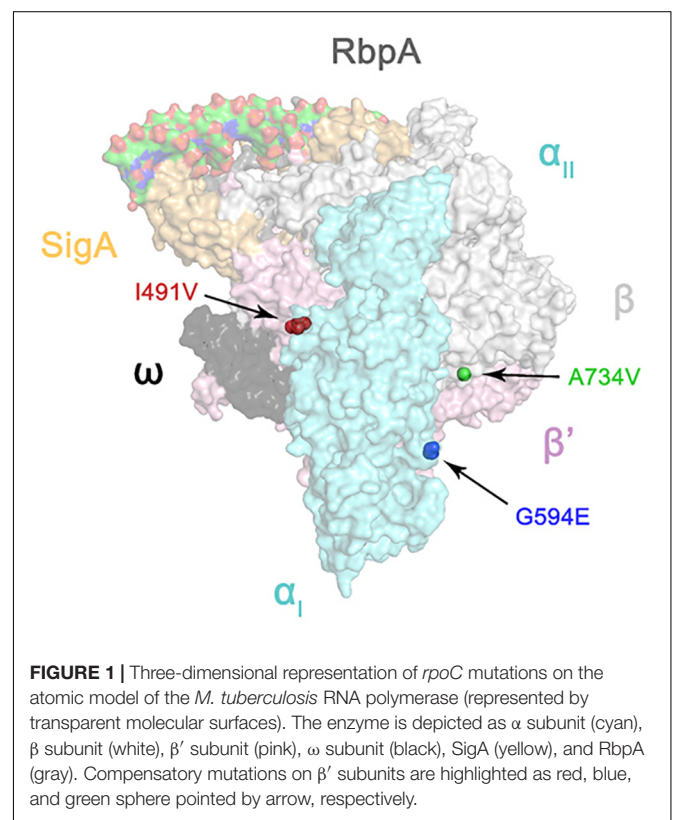 RbpA
αII
SigA
I491V
β
ω
A734V
β'
G594E
αI
FIGURE 1 | Three-dimensional representation of rpoC mutations on the
atomic model of the M. tuberculosis RNA polymerase (represented by
transparent molecular surfaces). The enzyme is depicted as α subunit (cyan),
β subunit (white), β′ subunit (pink), ω subunit (black), SigA (yellow), and RbpA
(gray). Compensatory mutations on β′ subunits are highlighted as red, blue,
and green sphere pointed by arrow, respectively.